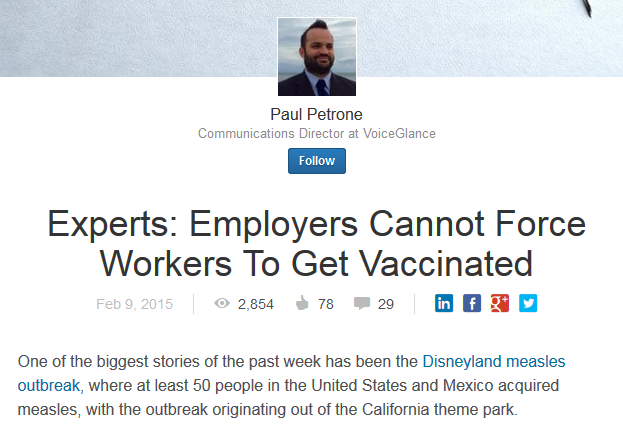 Paul Petrone
Communications Director at VoiceGlance
Follow
Experts: Employers Cannot Force
Workers To Get Vaccinated
Feb 9, 2015 2,854 78 29 in f g+
One of the biggest stories of the past week has been the Disneyland measles
outbreak, where at least 50 people in the United States and Mexico acquired
measles, with the outbreak originating out of the California theme park.